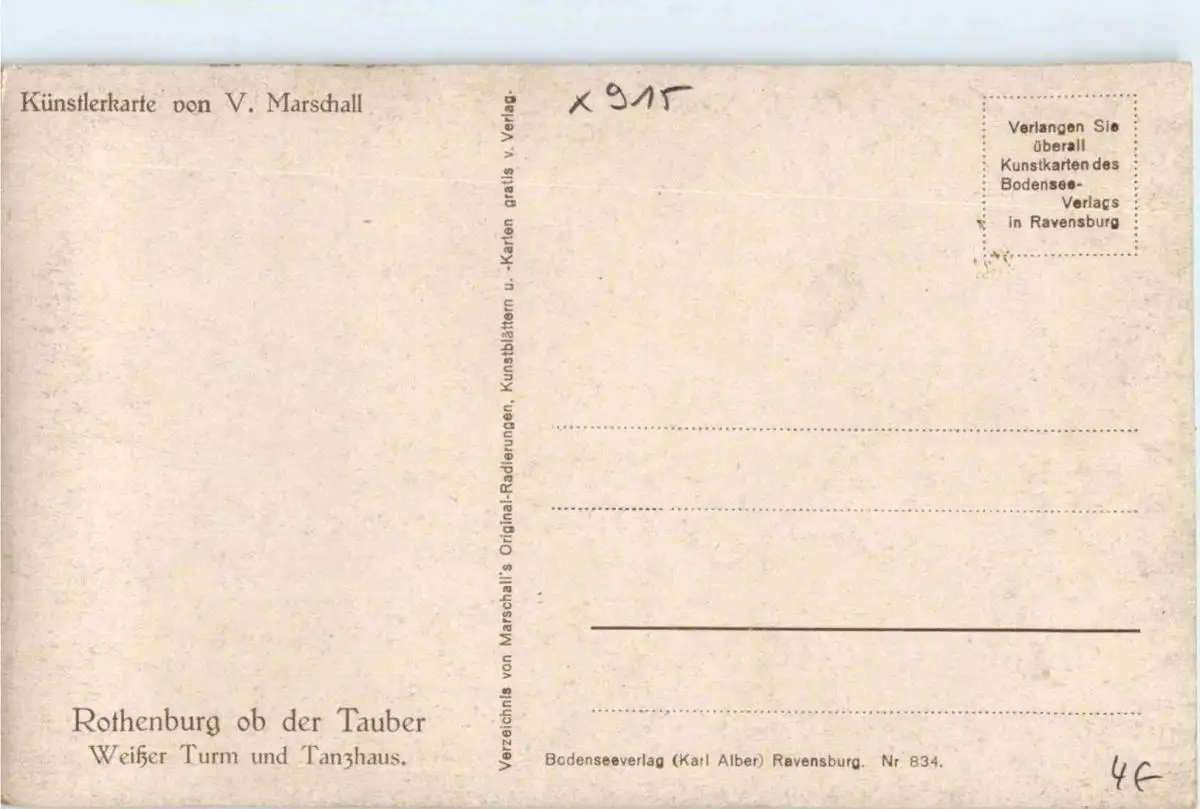 Künstlerkarte von V. Marschall
x 915
Verlangen Sie
überall
Kunstkarten des
Bodensee-
Verlags
in Ravensburg
Verzeichnis von Marschall's Original-Radierungen, Kunstblättern u. -Karten gratis v. Verlag.
Rothenburg ob der Tauber
Weißer Turm und Tanzhaus.
Bodenseeverlag (Karl Alber) Ravensburg. Nr 834.
4€